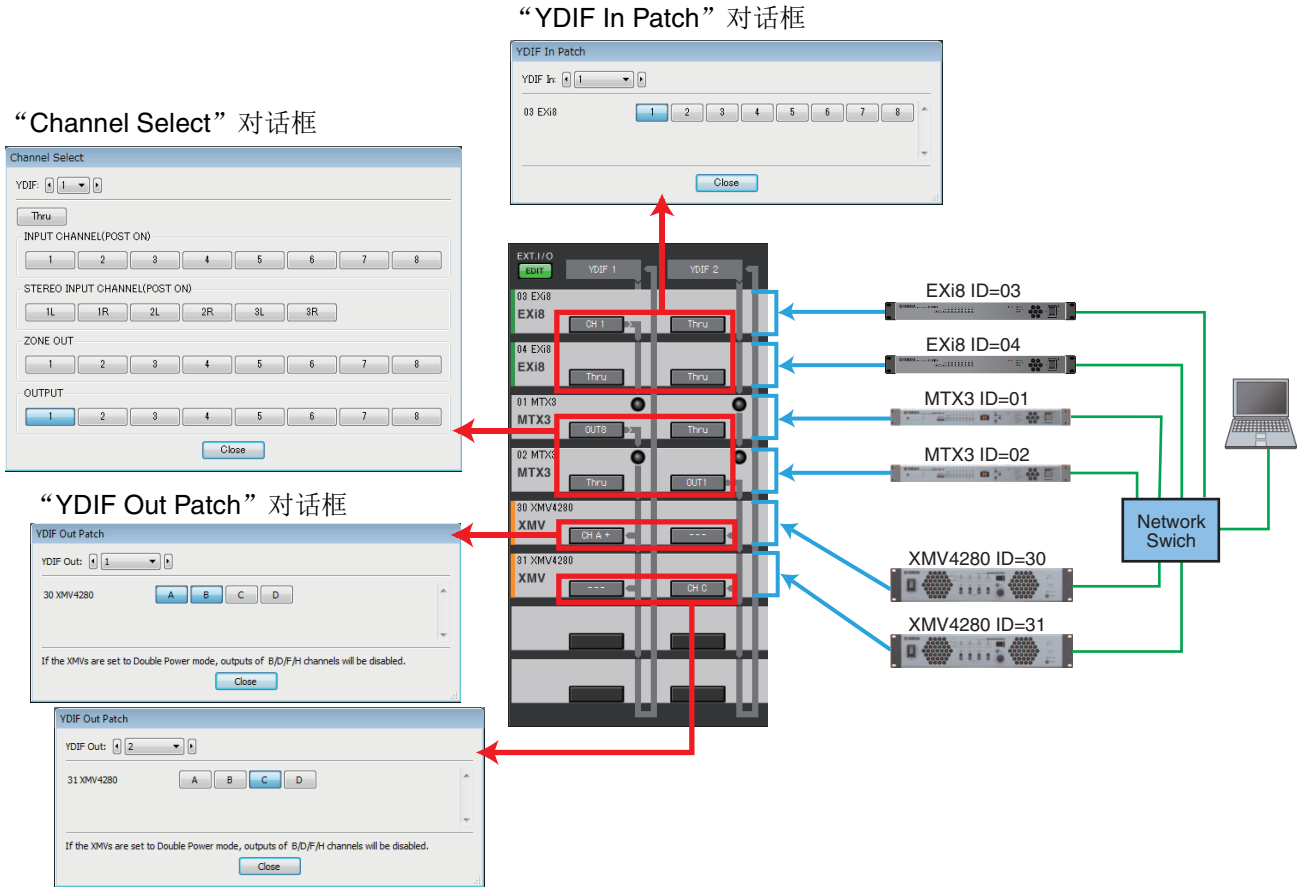 “YDIF In Patch”对话框
YDIF In Patch
YDIF In: 1
03 EXi8 1 2 3 4 5 6 7 8
Close
“Channel Select”对话框
Channel Select
YDIF: 1
Thru
INPUT CHANNEL(POST ON)
1 2 3 4 5 6 7 8
STEREO INPUT CHANNEL(POST ON)
1L 1R 2L 2R 3L 3R
ZONE OUT
1 2 3 4 5 6 7 8
OUTPUT
1 2 3 4 5 6 7 8
Close
“YDIF Out Patch”对话框
YDIF Out Patch
YDIF Out: 1
30 XMV4280 A B C D
If the XMVs are set to Double Power mode, outputs of B/D/F/H channels will be disabled.
Close
YDIF Out Patch
YDIF Out: 2
31 XMV4280 A B C D
If the XMVs are set to Double Power mode, outputs of B/D/F/H channels will be disabled.
Close
EXT.I/O
EDIT YDIF 1 YDIF 2
03 EXi8
EXi8
CH 1 Thru
04 EXi8
EXi8
Thru Thru
01 MTX3
MTX3
OUT8 Thru
02 MTX3
MTX3
Thru OUT1
30 XMV4280
XMV
CH A + ---
31 XMV4280
XMV
--- CH C
EXi8 ID=03
EXi8 ID=04
MTX3 ID=01
MTX3 ID=02
XMV4280 ID=30
XMV4280 ID=31
Network
Swich